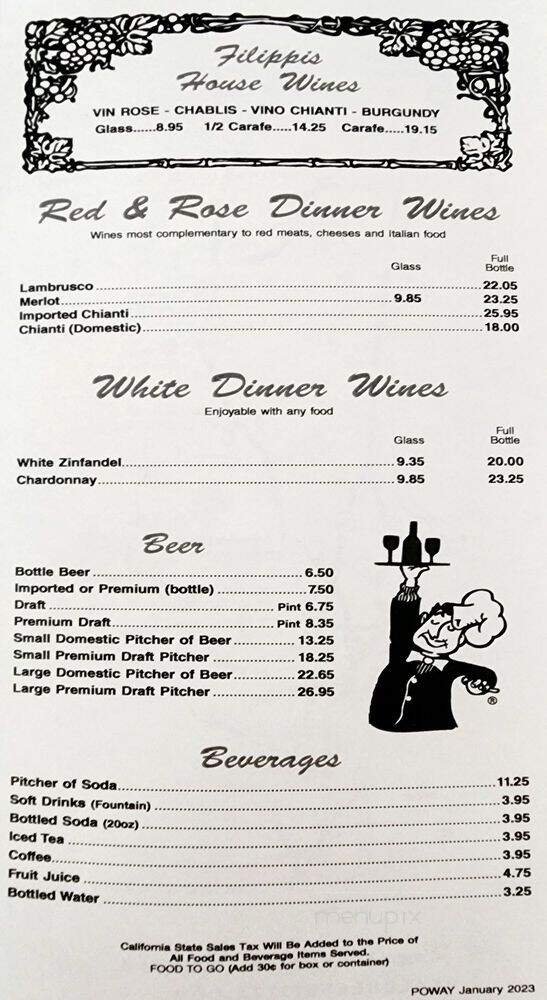 Filippis
House Wines
VIN ROSE - CHABLIS - VINO CHIANTI - BURGUNDY
Glass......8.95 1/2 Carafe.....14.25 Carafe.....19.15
Red & Rose Dinner Wines
Wines most complementary to red meats, cheeses and Italian food
Glass Full Bottle
Lambrusco 22.05
Merlot 9.85 23.25
Imported Chianti 25.95
Chianti (Domestic) 18.00
White Dinner Wines
Enjoyable with any food
Glass Full Bottle
White Zinfandel 9.35 20.00
Chardonnay 9.85 23.25
Beer
Bottle Beer 6.50
Imported or Premium (bottle) 7.50
Draft Pint 6.75
Premium Draft Pint 8.35
Small Domestic Pitcher of Beer 13.25
Small Premium Draft Pitcher 18.25
Large Domestic Pitcher of Beer 22.65
Large Premium Draft Pitcher 26.95
®
Beverages
Pitcher of Soda 11.25
Soft Drinks (Fountain) 3.95
Bottled Soda (20oz) 3.95
Iced Tea 3.95
Coffee 3.95
Fruit Juice 4.75
Bottled Water 3.25
menupix
California State Sales Tax Will Be Added to the Price of
All Food and Beverage Items Served.
FOOD TO GO (Add 30¢ for box or container)
POWAY January 2023